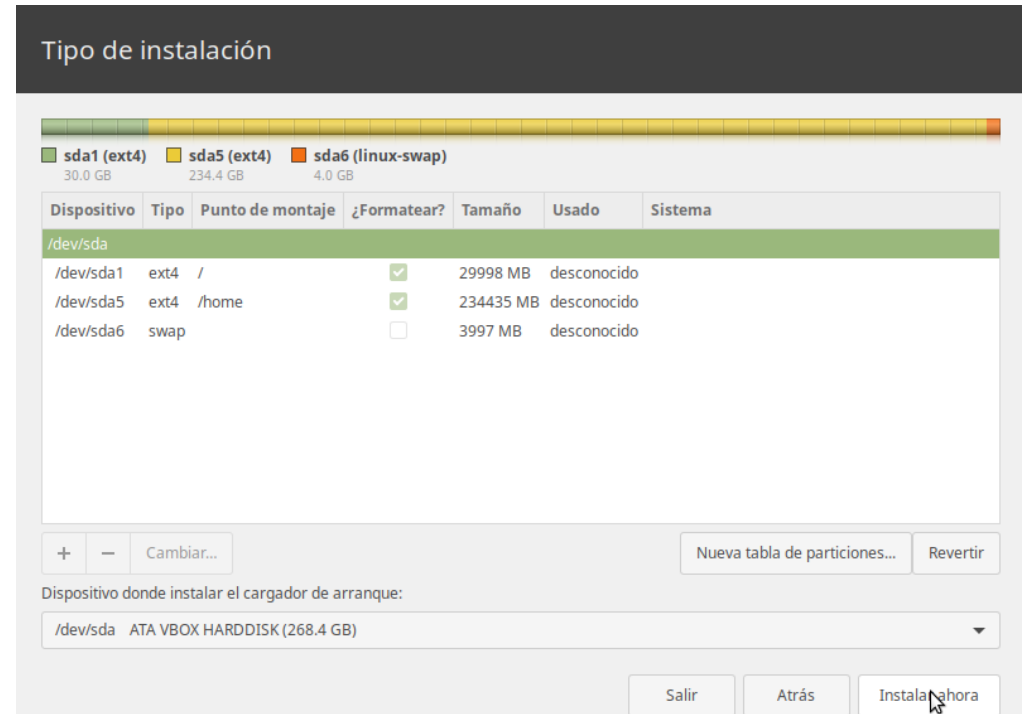 Tipo de instalación
sda1 (ext4) sda5 (ext4) sda6 (linux-swap)
30.0 GB 234.4 GB 4.0 GB
Dispositivo Tipo Punto de montaje ¿Formatear? Tamaño Usado Sistema
/dev/sda
/dev/sda1 ext4 / 29998 MB desconocido
/dev/sda5 ext4 /home 234435 MB desconocido
/dev/sda6 swap 3997 MB desconocido
+ − Cambiar... Nueva tabla de particiones... Revertir
Dispositivo donde instalar el cargador de arranque:
/dev/sda ATA VBOX HARDDISK (268.4 GB)
Salir Atrás Instalar ahora